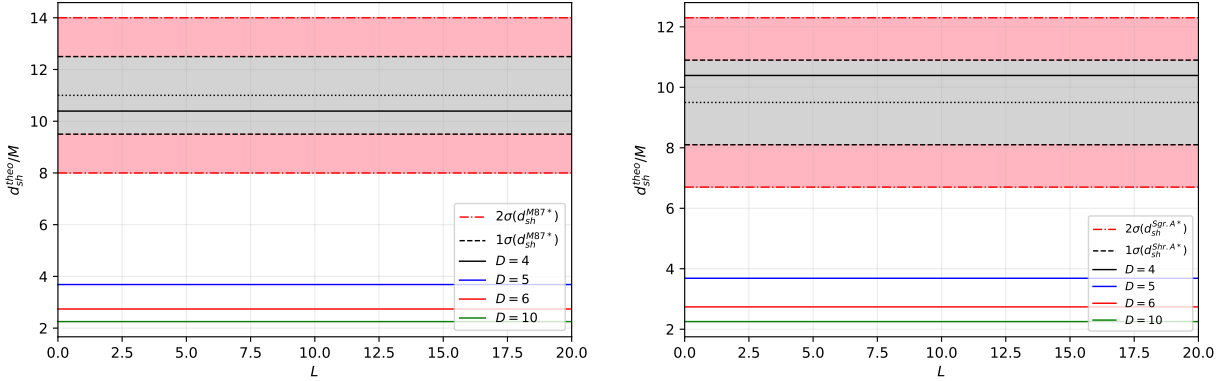 14
12
10
8
6
4
2
d_{sh}^{theo}/M
2σ(d_{sh}^{M87*})
1σ(d_{sh}^{M87*})
D = 4
D = 5
D = 6
D = 10
0.0 2.5 5.0 7.5 10.0 12.5 15.0 17.5 20.0
L
12
10
8
6
4
2
d_{sh}^{theo}/M
2σ(d_{sh}^{Sgr.A*})
1σ(d_{sh}^{Shr.A*})
D = 4
D = 5
D = 6
D = 10
0.0 2.5 5.0 7.5 10.0 12.5 15.0 17.5 20.0
L